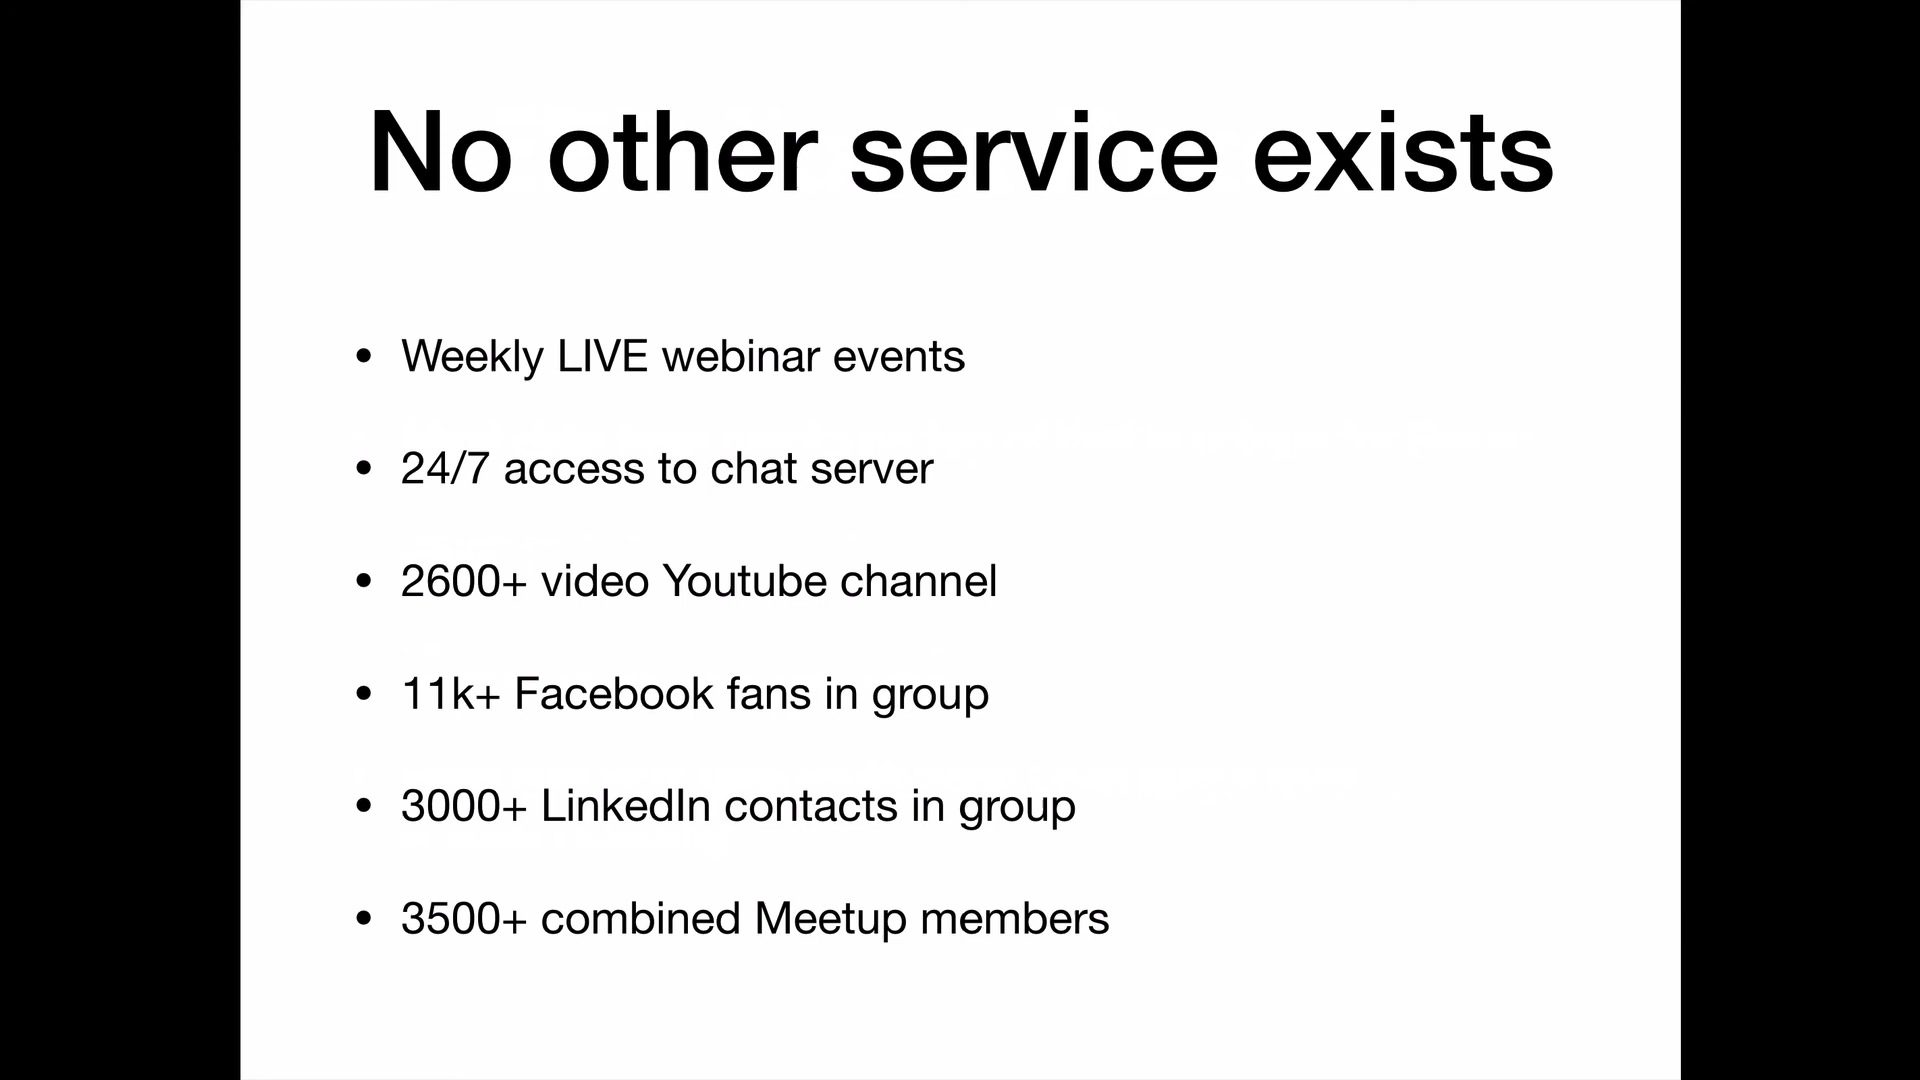 No other service exists
• Weekly LIVE webinar events
• 24/7 access to chat server
• 2600+ video Youtube channel
• 11k+ Facebook fans in group
• 3000+ LinkedIn contacts in group
• 3500+ combined Meetup members